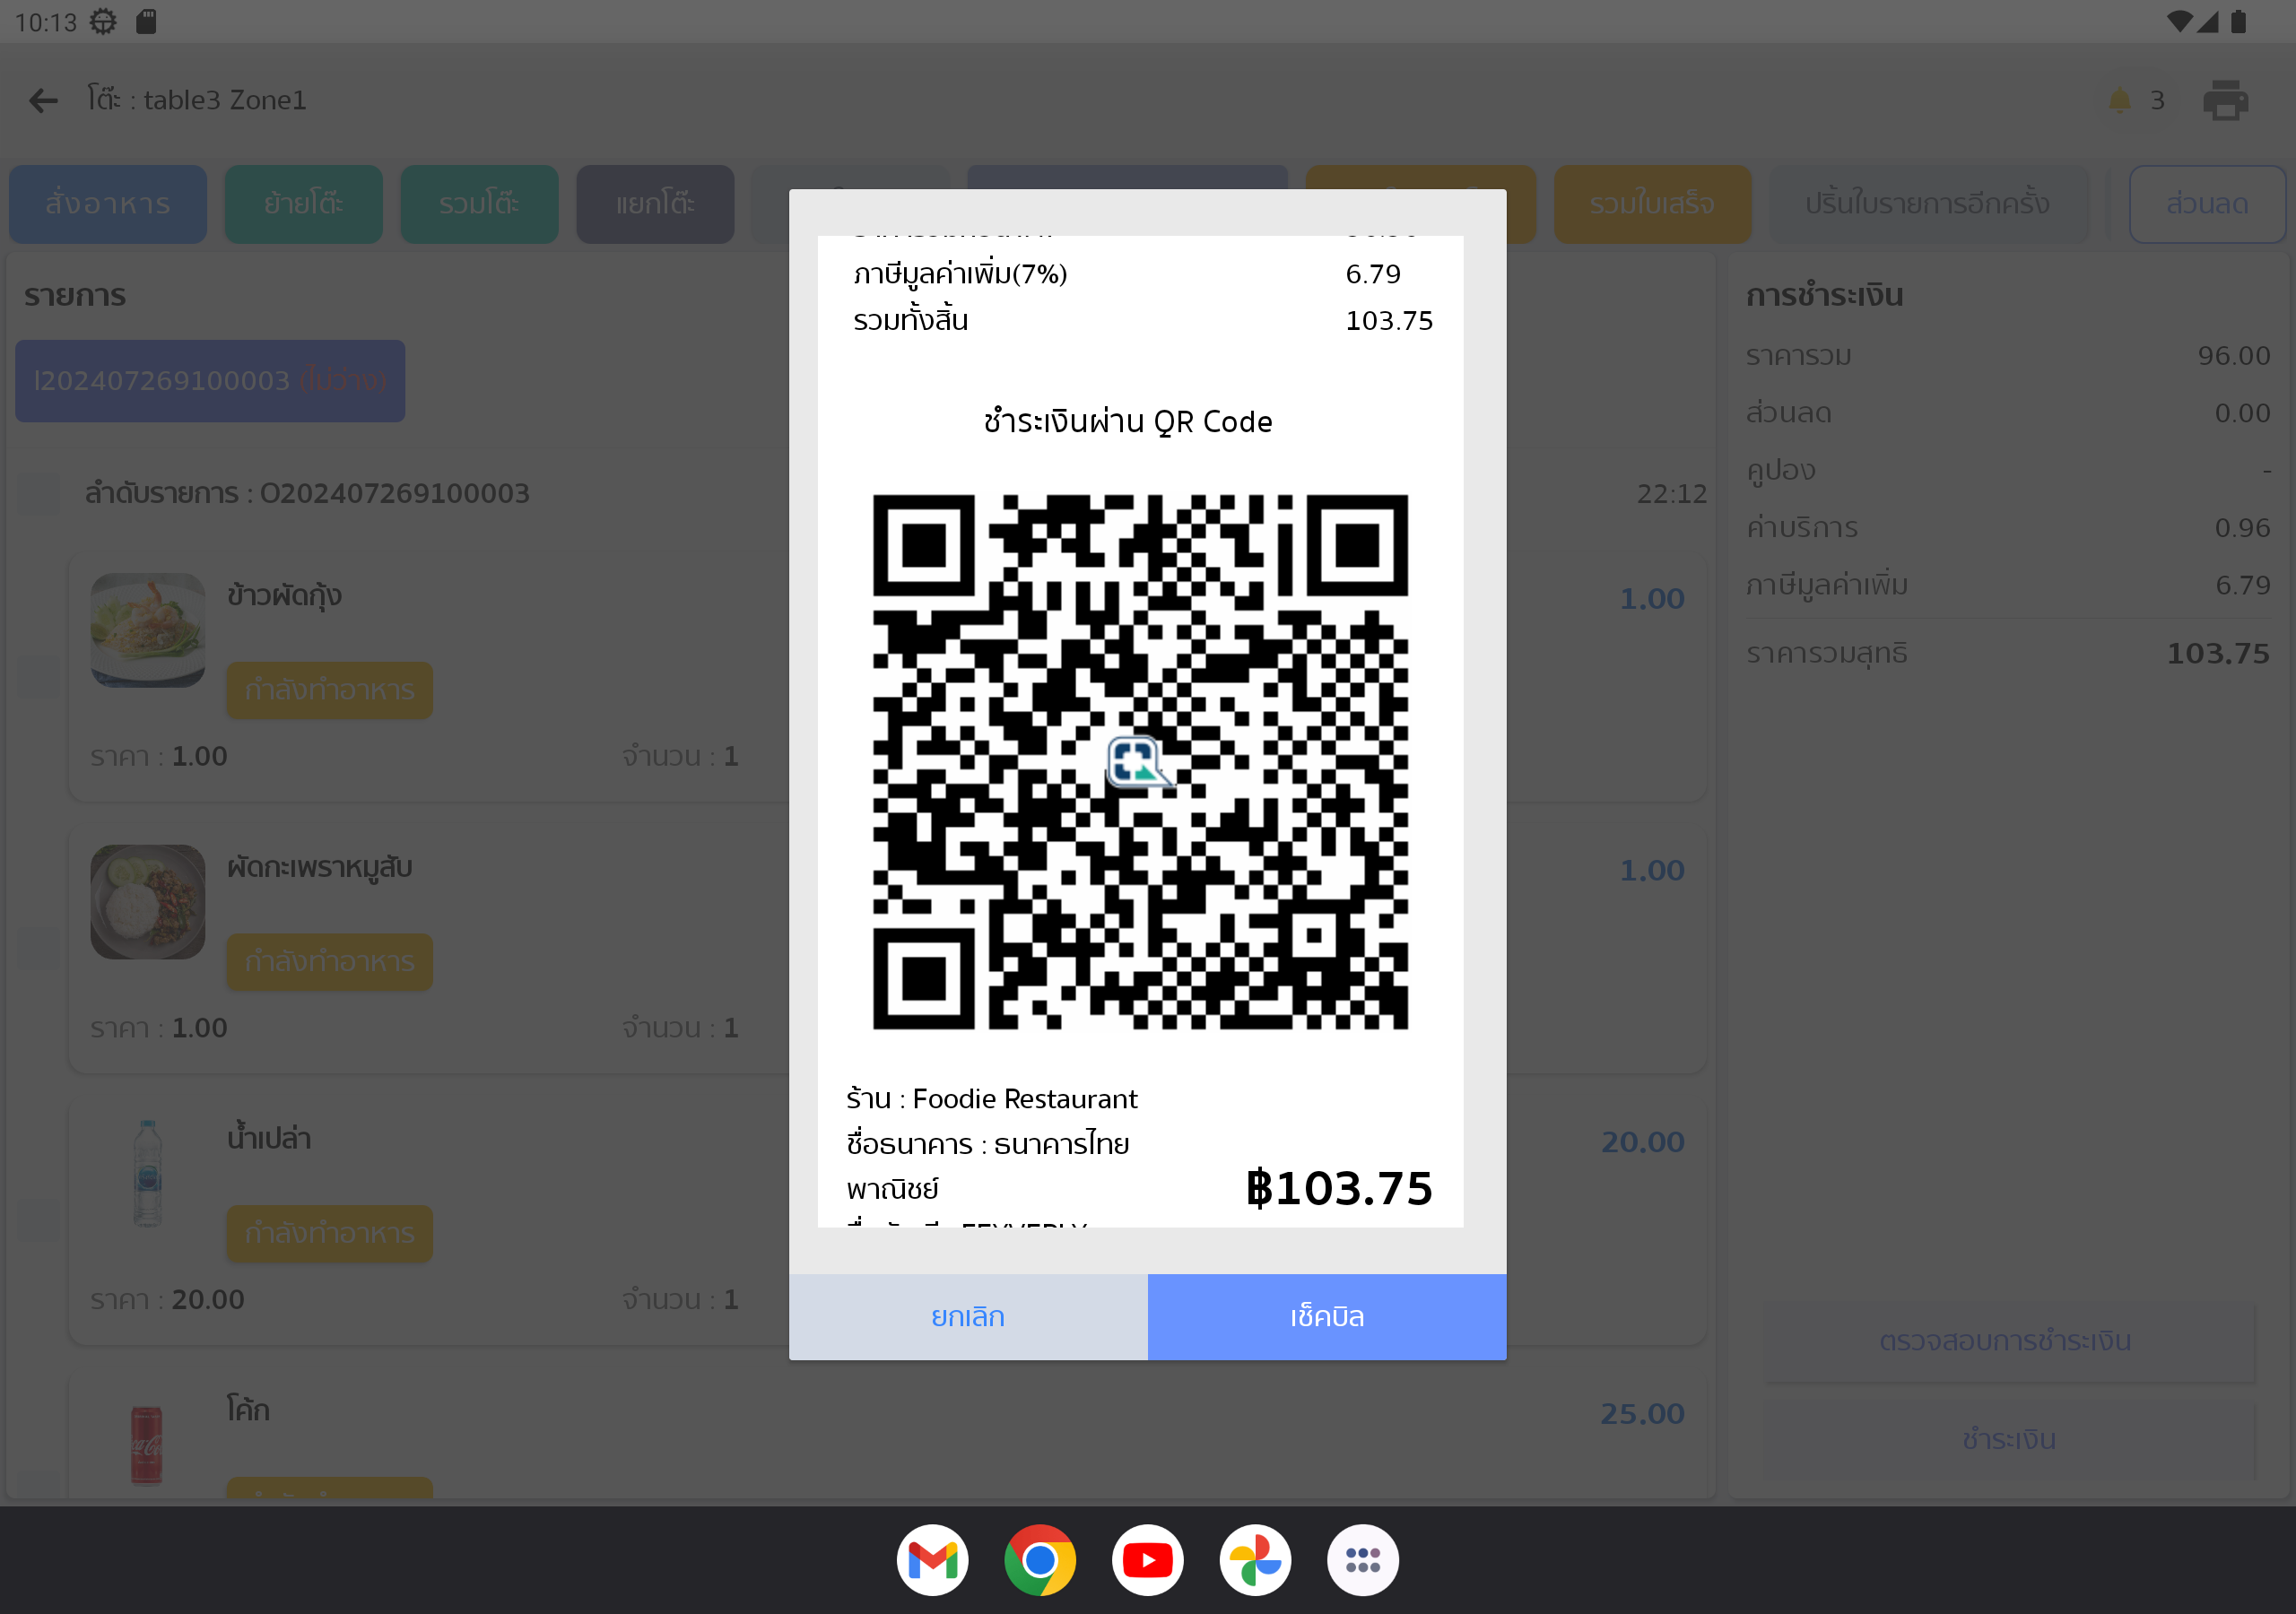 10:13
โต๊ะ : table3 Zone1
3
สั่งอาหาร
ย้ายโต๊ะ
รวมโต๊ะ
แยกโต๊ะ
รวมใบเสร็จ
ปริ้นใบรายการอีกครั้ง
ส่วนลด
รายการ
I202407269100003 (ไม่ว่าง)
ลำดับรายการ : O202407269100003
22:12
ข้าวผัดกุ้ง
1.00
กำลังทำอาหาร
ราคา : 1.00
จำนวน : 1
ผัดกะเพราหมูสับ
1.00
กำลังทำอาหาร
ราคา : 1.00
จำนวน : 1
น้ำเปล่า
20.00
กำลังทำอาหาร
ราคา : 20.00
จำนวน : 1
โค้ก
25.00
ภาษีมูลค่าเพิ่ม(7%) 6.79
รวมทั้งสิ้น 103.75
ชำระเงินผ่าน QR Code
ร้าน : Foodie Restaurant
ชื่อธนาคาร : ธนาคารไทย
พาณิชย์
฿103.75
ยกเลิก
เช็คบิล
การชำระเงิน
ราคารวม 96.00
ส่วนลด 0.00
คูปอง -
ค่าบริการ 0.96
ภาษีมูลค่าเพิ่ม 6.79
ราคารวมสุทธิ 103.75
ตรวจสอบการชำระเงิน
ชำระเงิน